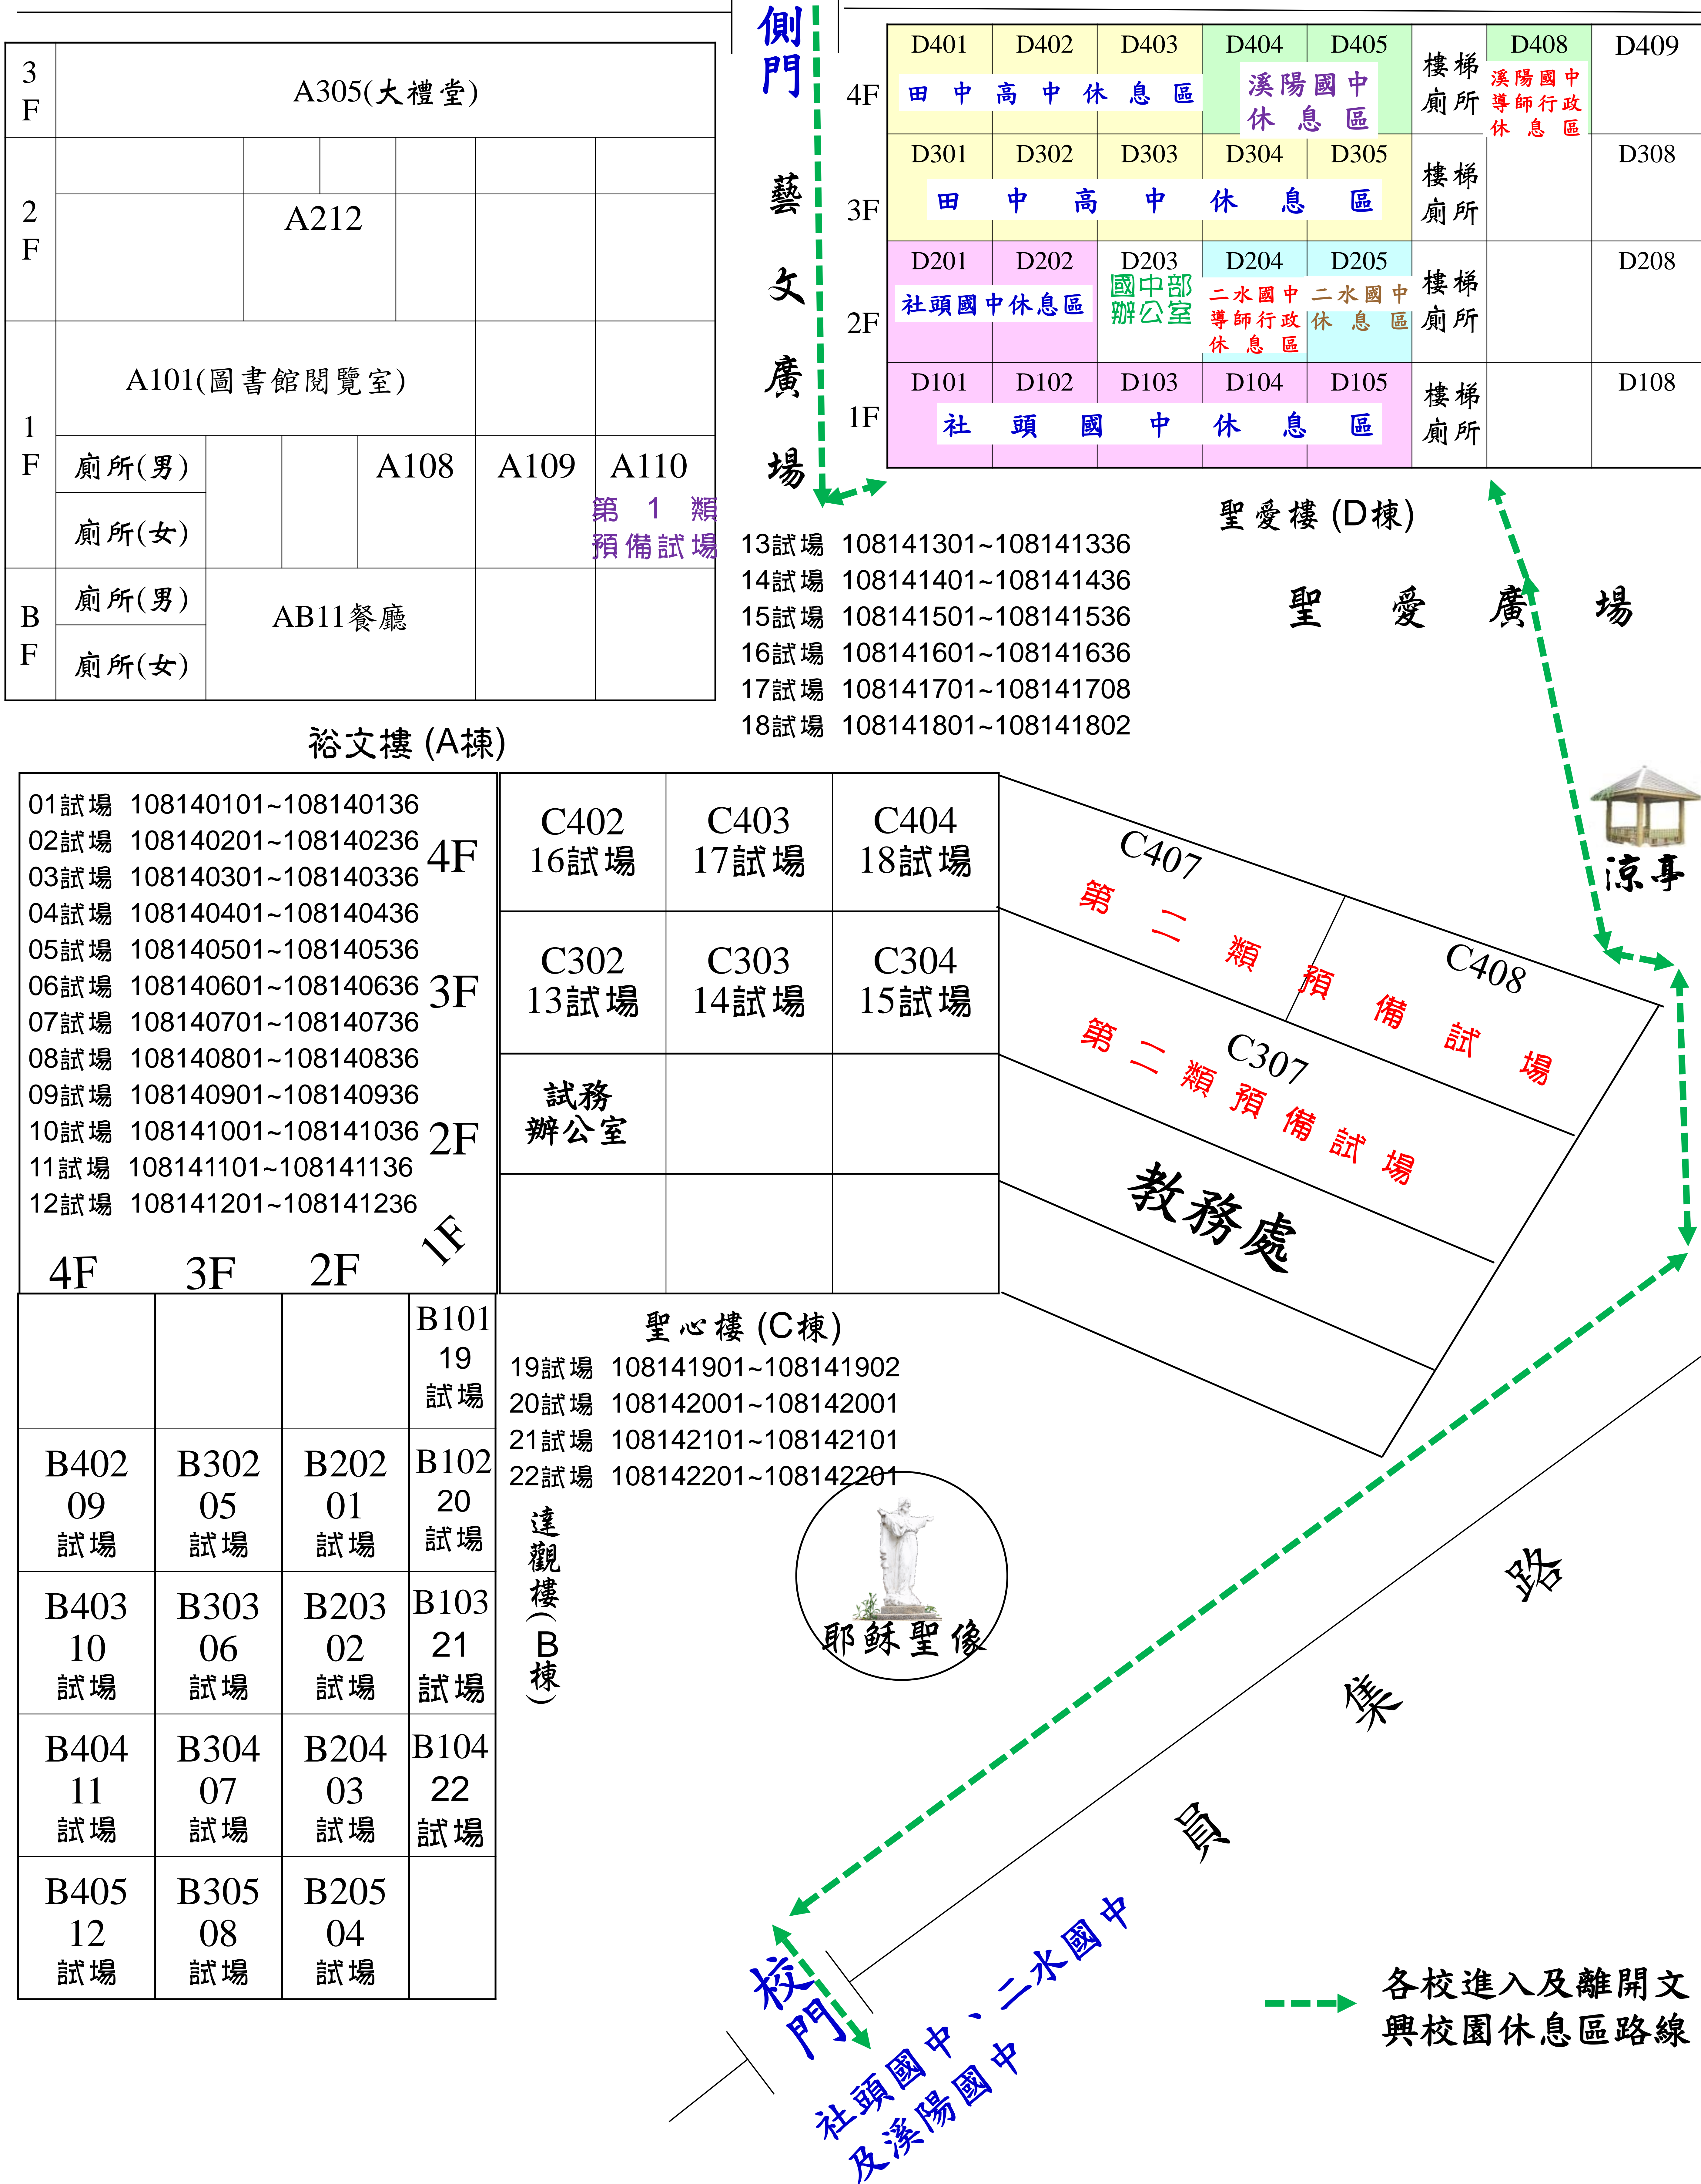 側門
藝文廣場
3F
A305(大禮堂)
2F
A212
1F
A101(圖書館閱覽室)
廁所(男)
廁所(女)
A108
A109
A110
第 1 類
預備試場
BF
廁所(男)
廁所(女)
AB11餐廳
裕文樓 (A棟)
4F
D401 D402 D403 D404 D405
田中高中休息區
溪陽國中
休息區
樓梯
廁所
D408
溪陽國中
導師行政
休息區
D409
3F
D301 D302 D303 D304 D305
田中高中休息區
樓梯
廁所
D308
2F
D201 D202 D203 D204 D205
社頭國中休息區
國中部
辦公室
二水國中
導師行政
休息區
二水國中
休息區
樓梯
廁所
D208
1F
D101 D102 D103 D104 D105
社頭國中休息區
樓梯
廁所
D108
聖愛樓 (D棟)
聖愛廣場
13試場 108141301~108141336
14試場 108141401~108141436
15試場 108141501~108141536
16試場 108141601~108141636
17試場 108141701~108141708
18試場 108141801~108141802
涼亭
01試場 108140101~108140136
02試場 108140201~108140236
03試場 108140301~108140336
04試場 108140401~108140436
05試場 108140501~108140536
06試場 108140601~108140636
07試場 108140701~108140736
08試場 108140801~108140836
09試場 108140901~108140936
10試場 108141001~108141036
11試場 108141101~108141136
12試場 108141201~108141236
4F
3F
2F
1F
C402
16試場
C403
17試場
C404
18試場
C302
13試場
C303
14試場
C304
15試場
試務
辦公室
C407
C408
第二類預備試場
C307
第二類預備試場
教務處
聖心樓 (C棟)
19試場 108141901~108141902
20試場 108142001~108142001
21試場 108142101~108142101
22試場 108142201~108142201
4F 3F 2F
B101
19
試場
B402
09
試場
B302
05
試場
B202
01
試場
B102
20
試場
B403
10
試場
B303
06
試場
B203
02
試場
B103
21
試場
B404
11
試場
B304
07
試場
B204
03
試場
B104
22
試場
B405
12
試場
B305
08
試場
B205
04
試場
達觀樓(B棟)
耶穌聖像
員集路
校門
社頭國中、二水國中
及溪陽國中
各校進入及離開文
興校園休息區路線